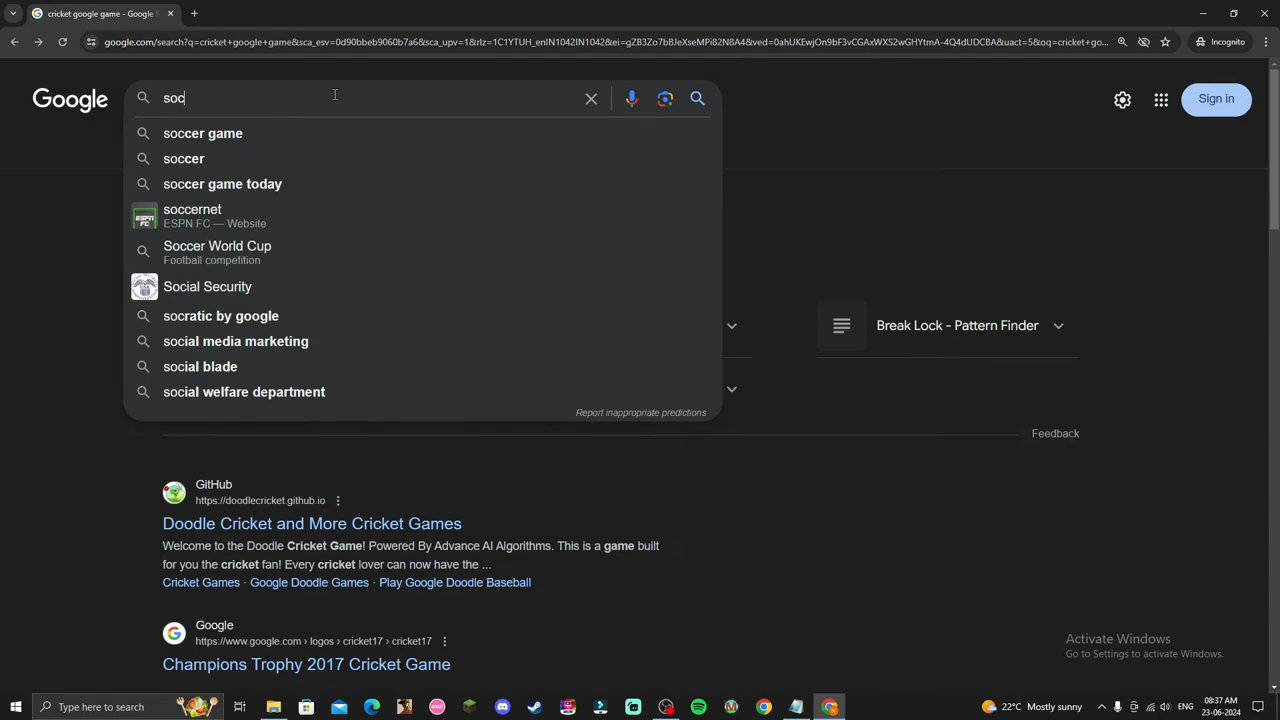 cricket google game - Google S
google.com/search?q=cricket+google+game&sca_esv=0d90bbeb9060b7a6&sca_upv=1&rlz=1C1YTUH_enIN1042IN1042&ei=gZB3Zo7bBJeXseMPi82N8A4&ved=0ahUKEwjOn9bF3vCGAxWXS2wGHYtmA-4Q4dUDCBA&uact=5&oq=cricket+go...
Incognito
Google
soc
Sign in
soccer game
soccer
soccer game today
soccernet
ESPN FC — Website
Soccer World Cup
Football competition
Social Security
socratic by google
Break Lock - Pattern Finder
social media marketing
social blade
social welfare department
Report inappropriate predictions
Feedback
GitHub
https://doodlecricket.github.io
Doodle Cricket and More Cricket Games
Welcome to the Doodle Cricket Game! Powered By Advance AI Algorithms. This is a game built
for you the cricket fan! Every cricket lover can now have the ...
Cricket Games · Google Doodle Games · Play Google Doodle Baseball
Google
https://www.google.com › logos › cricket17 › cricket17
Champions Trophy 2017 Cricket Game
Activate Windows
Go to Settings to activate Windows.
Type here to search
22°C Mostly sunny
ENG
08:37 AM
23-06-2024